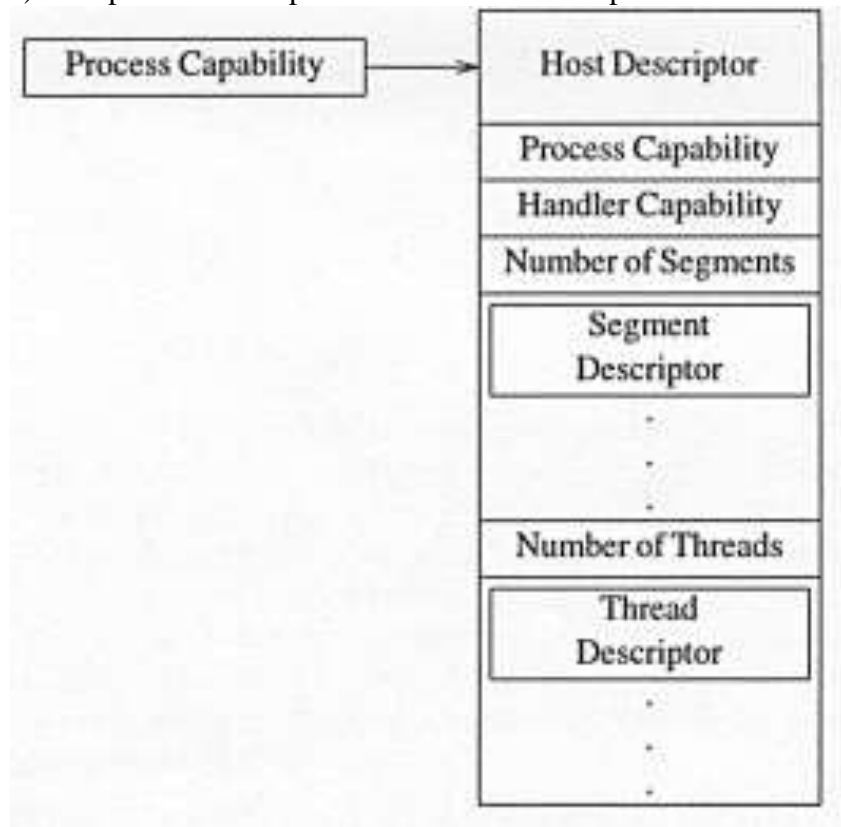 Process Capability
Host Descriptor
Process Capability
Handler Capability
Number of Segments
Segment
Descriptor
.
.
.
Number of Threads
Thread
Descriptor
.
.
.